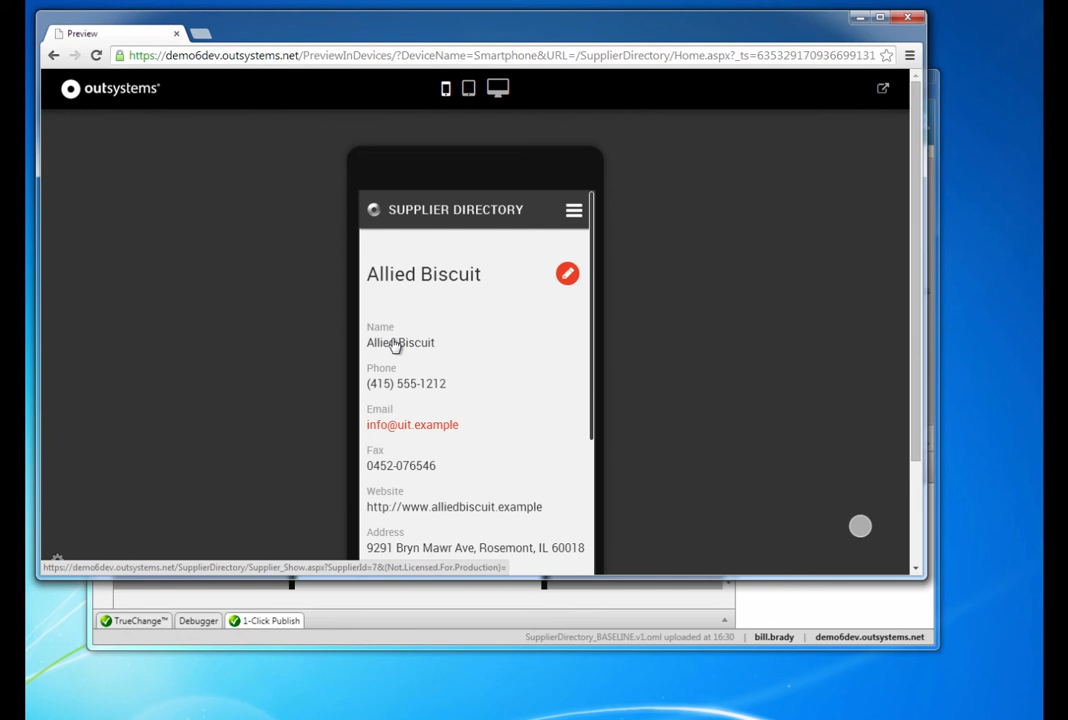 Preview
https://demo6dev.outsystems.net/PreviewInDevices/?DeviceName=Smartphone&URL=/SupplierDirectory/Home.aspx?_ts=635329170936699131
outsystems
SUPPLIER DIRECTORY
Allied Biscuit
Name
Allied Biscuit
Phone
(415) 555-1212
Email
info@uit.example
Fax
0452-076546
Website
http://www.alliedbiscuit.example
Address
9291 Bryn Mawr Ave, Rosemont, IL 60018
https://demo6dev.outsystems.net/SupplierDirectory/Supplier_Show.aspx?SupplierId=7&(Not.Licensed.For.Production)=
TrueChange™ Debugger 1-Click Publish
SupplierDirectory_BASELINE.v1.oml uploaded at 16:30 bill.brady demo6dev.outsystems.net